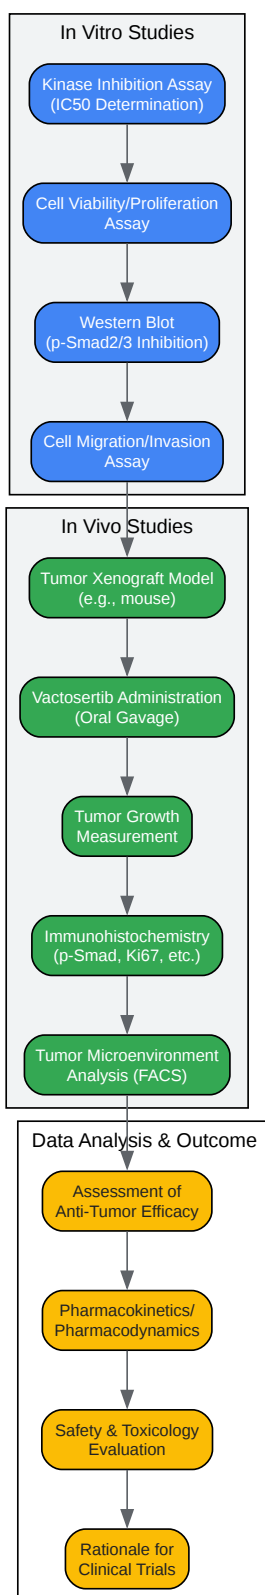 In Vitro Studies
Kinase Inhibition Assay
(IC50 Determination)
Cell Viability/Proliferation
Assay
Western Blot
(p-Smad2/3 Inhibition)
Cell Migration/Invasion
Assay
In Vivo Studies
Tumor Xenograft Model
(e.g., mouse)
Vactosertib Administration
(Oral Gavage)
Tumor Growth
Measurement
Immunohistochemistry
(p-Smad, Ki67, etc.)
Tumor Microenvironment
Analysis (FACS)
Data Analysis & Outcome
Assessment of
Anti-Tumor Efficacy
Pharmacokinetics/
Pharmacodynamics
Safety & Toxicology
Evaluation
Rationale for
Clinical Trials